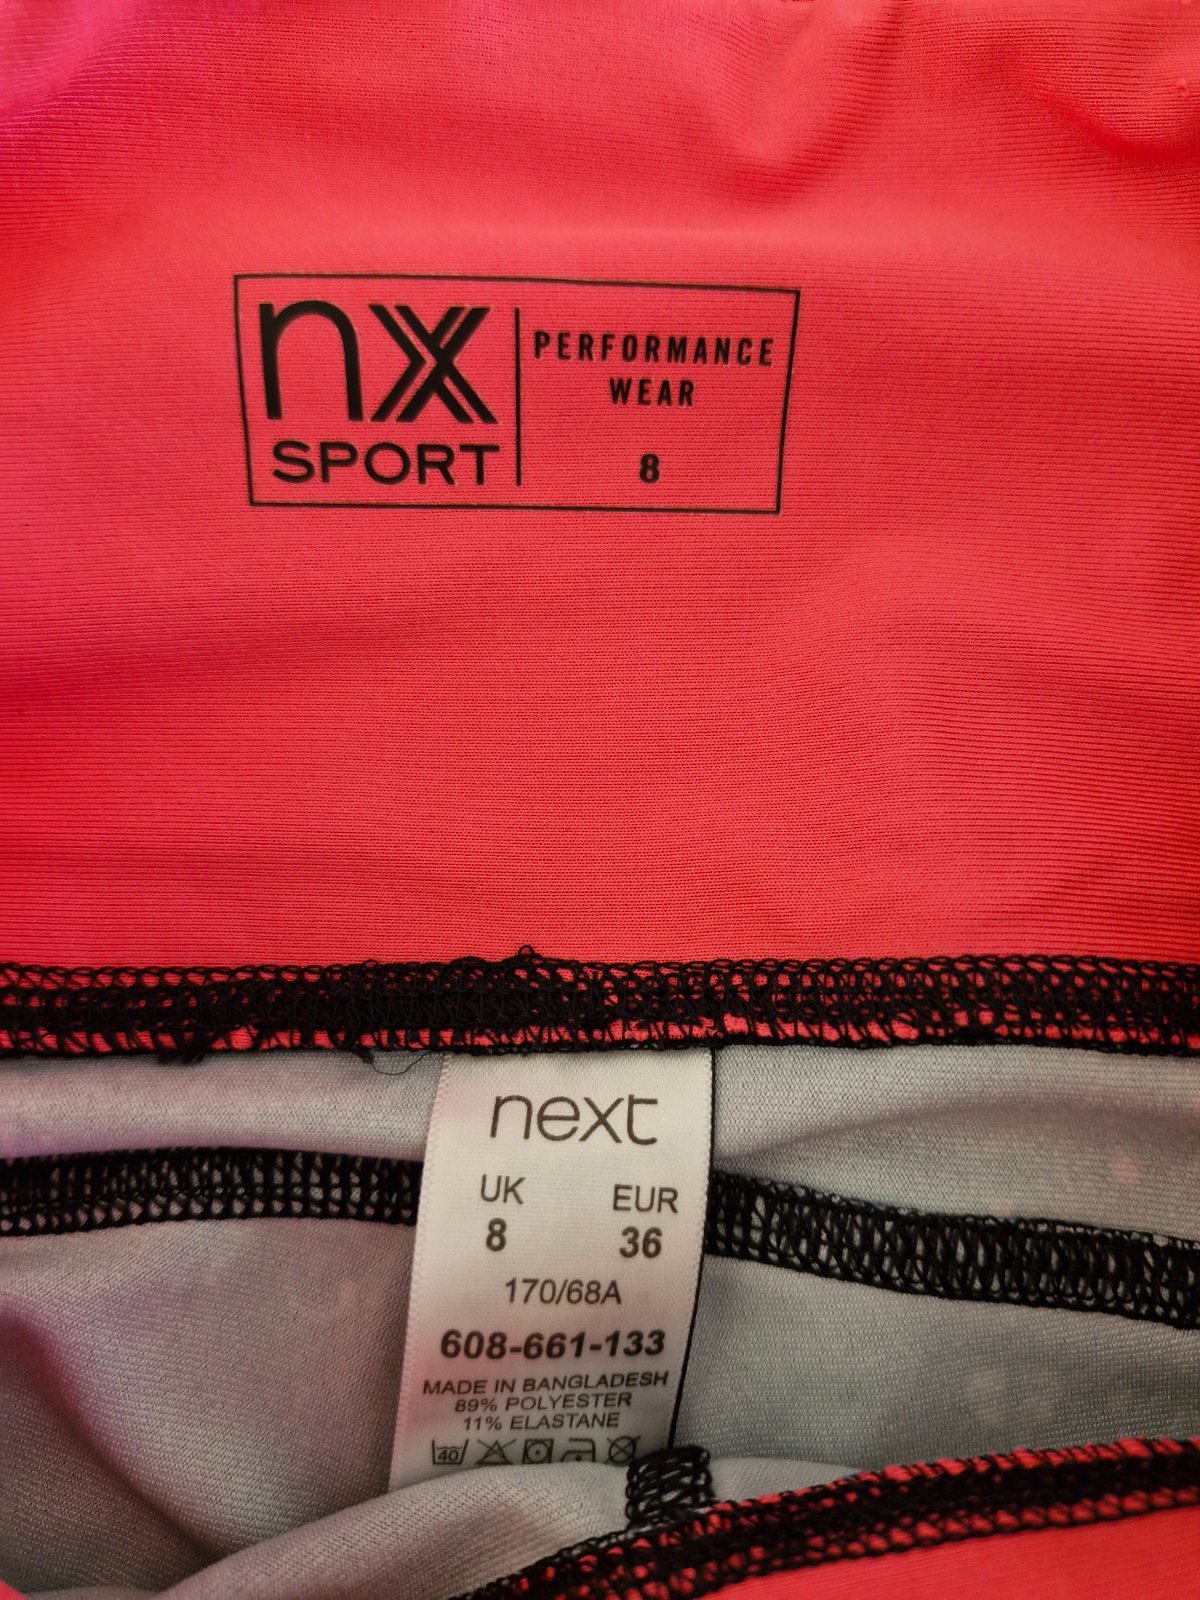 nx
SPORT
PERFORMANCE
WEAR
8
next
UK EUR
8 36
170/68A
608-661-133
MADE IN BANGLADESH
89% POLYESTER
11% ELASTANE
40